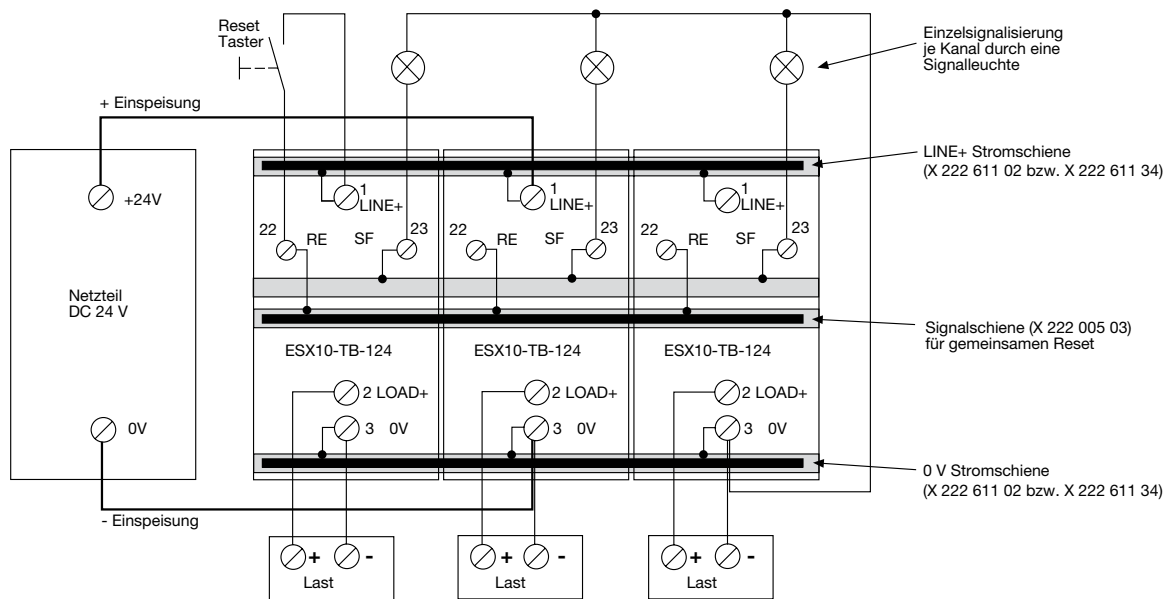 Reset
Taster
Einzelsignalisierung
je Kanal durch eine
Signalleuchte
+ Einspeisung
LINE+ Stromschiene
(X 222 611 02 bzw. X 222 611 34)
+24V
1
LINE+
1
LINE+
1
LINE+
22
RE
SF
23
22
RE
SF
23
22
RE
SF
23
Netzteil
DC 24 V
Signalschiene (X 222 005 03)
für gemeinsamen Reset
ESX10-TB-124
ESX10-TB-124
ESX10-TB-124
2 LOAD+
2 LOAD+
2 LOAD+
0V
3 0V
3 0V
3 0V
0 V Stromschiene
(X 222 611 02 bzw. X 222 611 34)
- Einspeisung
+ -
Last
+ -
Last
+ -
Last